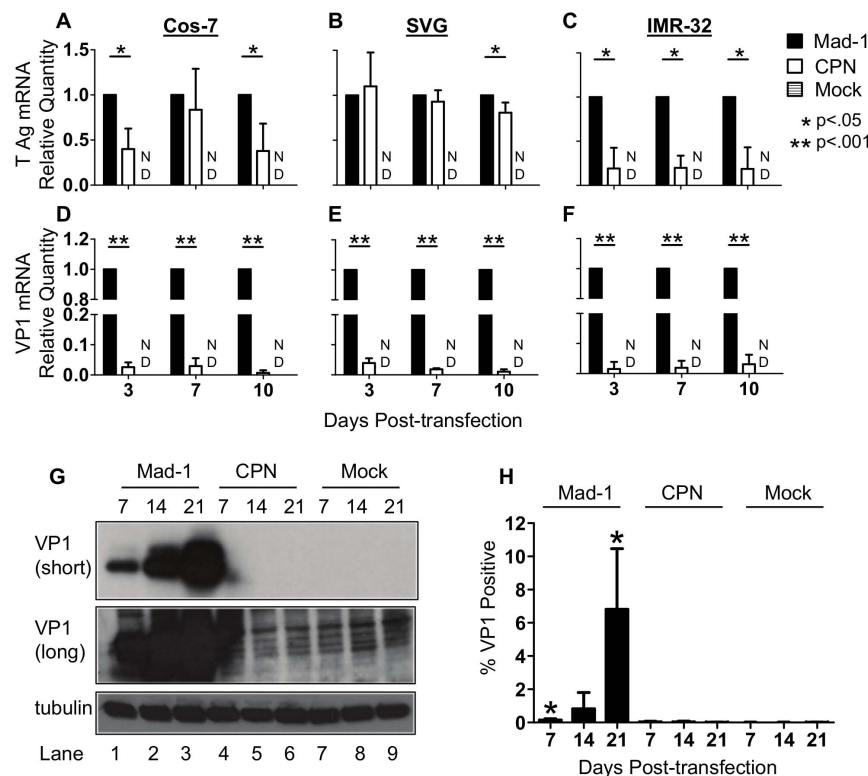 A Cos-7 B SVG C IMR-32
Mad-1
CPN
Mock
* p<.05
** p<.001
T Ag mRNA
Relative Quantity
1.5
1.0
0.5
0.0
* *
*
* * *
N
D
N
D
N
D
N
D
N
D
N
D
N
D
N
D
N
D
D E F
VP1 mRNA
Relative Quantity
1.2
1.0
0.8
0.2
0.1
0.0
** ** **
** ** **
** ** **
N
D
N
D
N
D
N
D
N
D
N
D
N
D
N
D
N
D
3 7 10 3 7 10 3 7 10
Days Post-transfection
G
Mad-1 CPN Mock
7 14 21 7 14 21 7 14 21
VP1
(short)
VP1
(long)
tubulin
Lane 1 2 3 4 5 6 7 8 9
H
Mad-1 CPN Mock
% VP1 Positive
12
10
8
6
4
2
0
*
*
7 14 21 7 14 21 7 14 21
Days Post-transfection